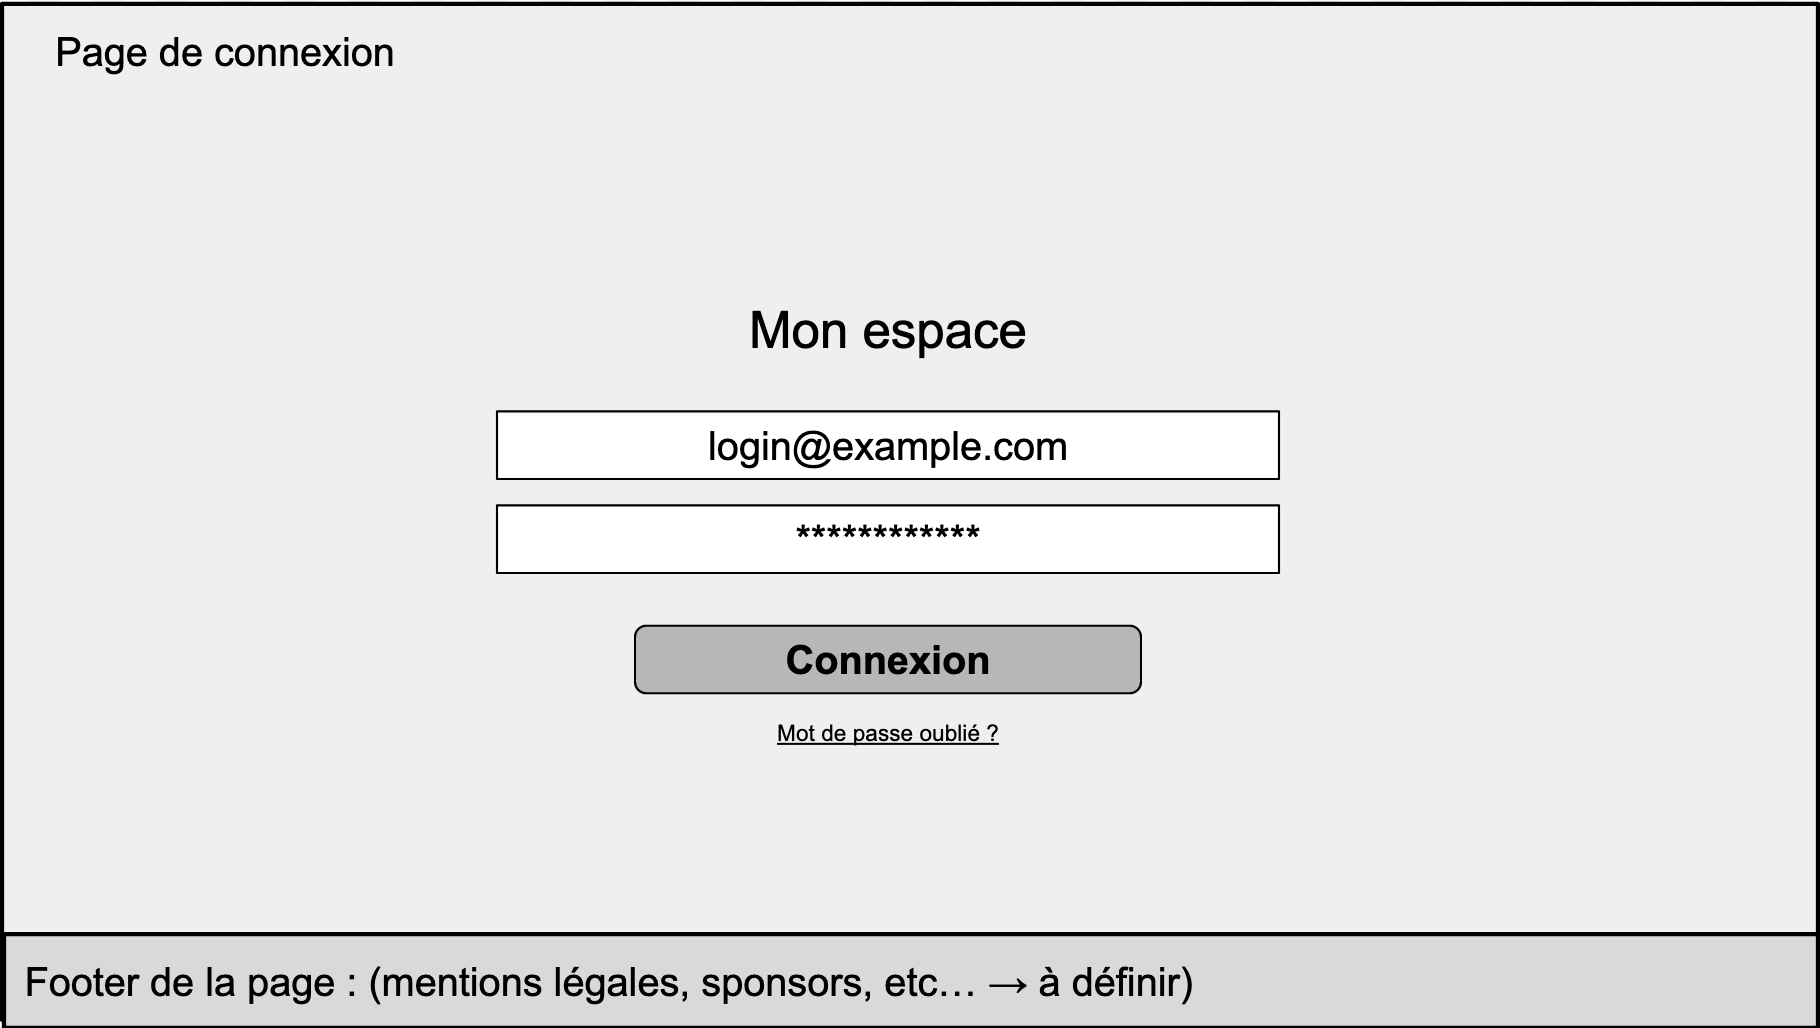 Page de connexion
Mon espace
login@example.com
************
Connexion
Mot de passe oublié ?
Footer de la page : (mentions légales, sponsors, etc… → à définir)